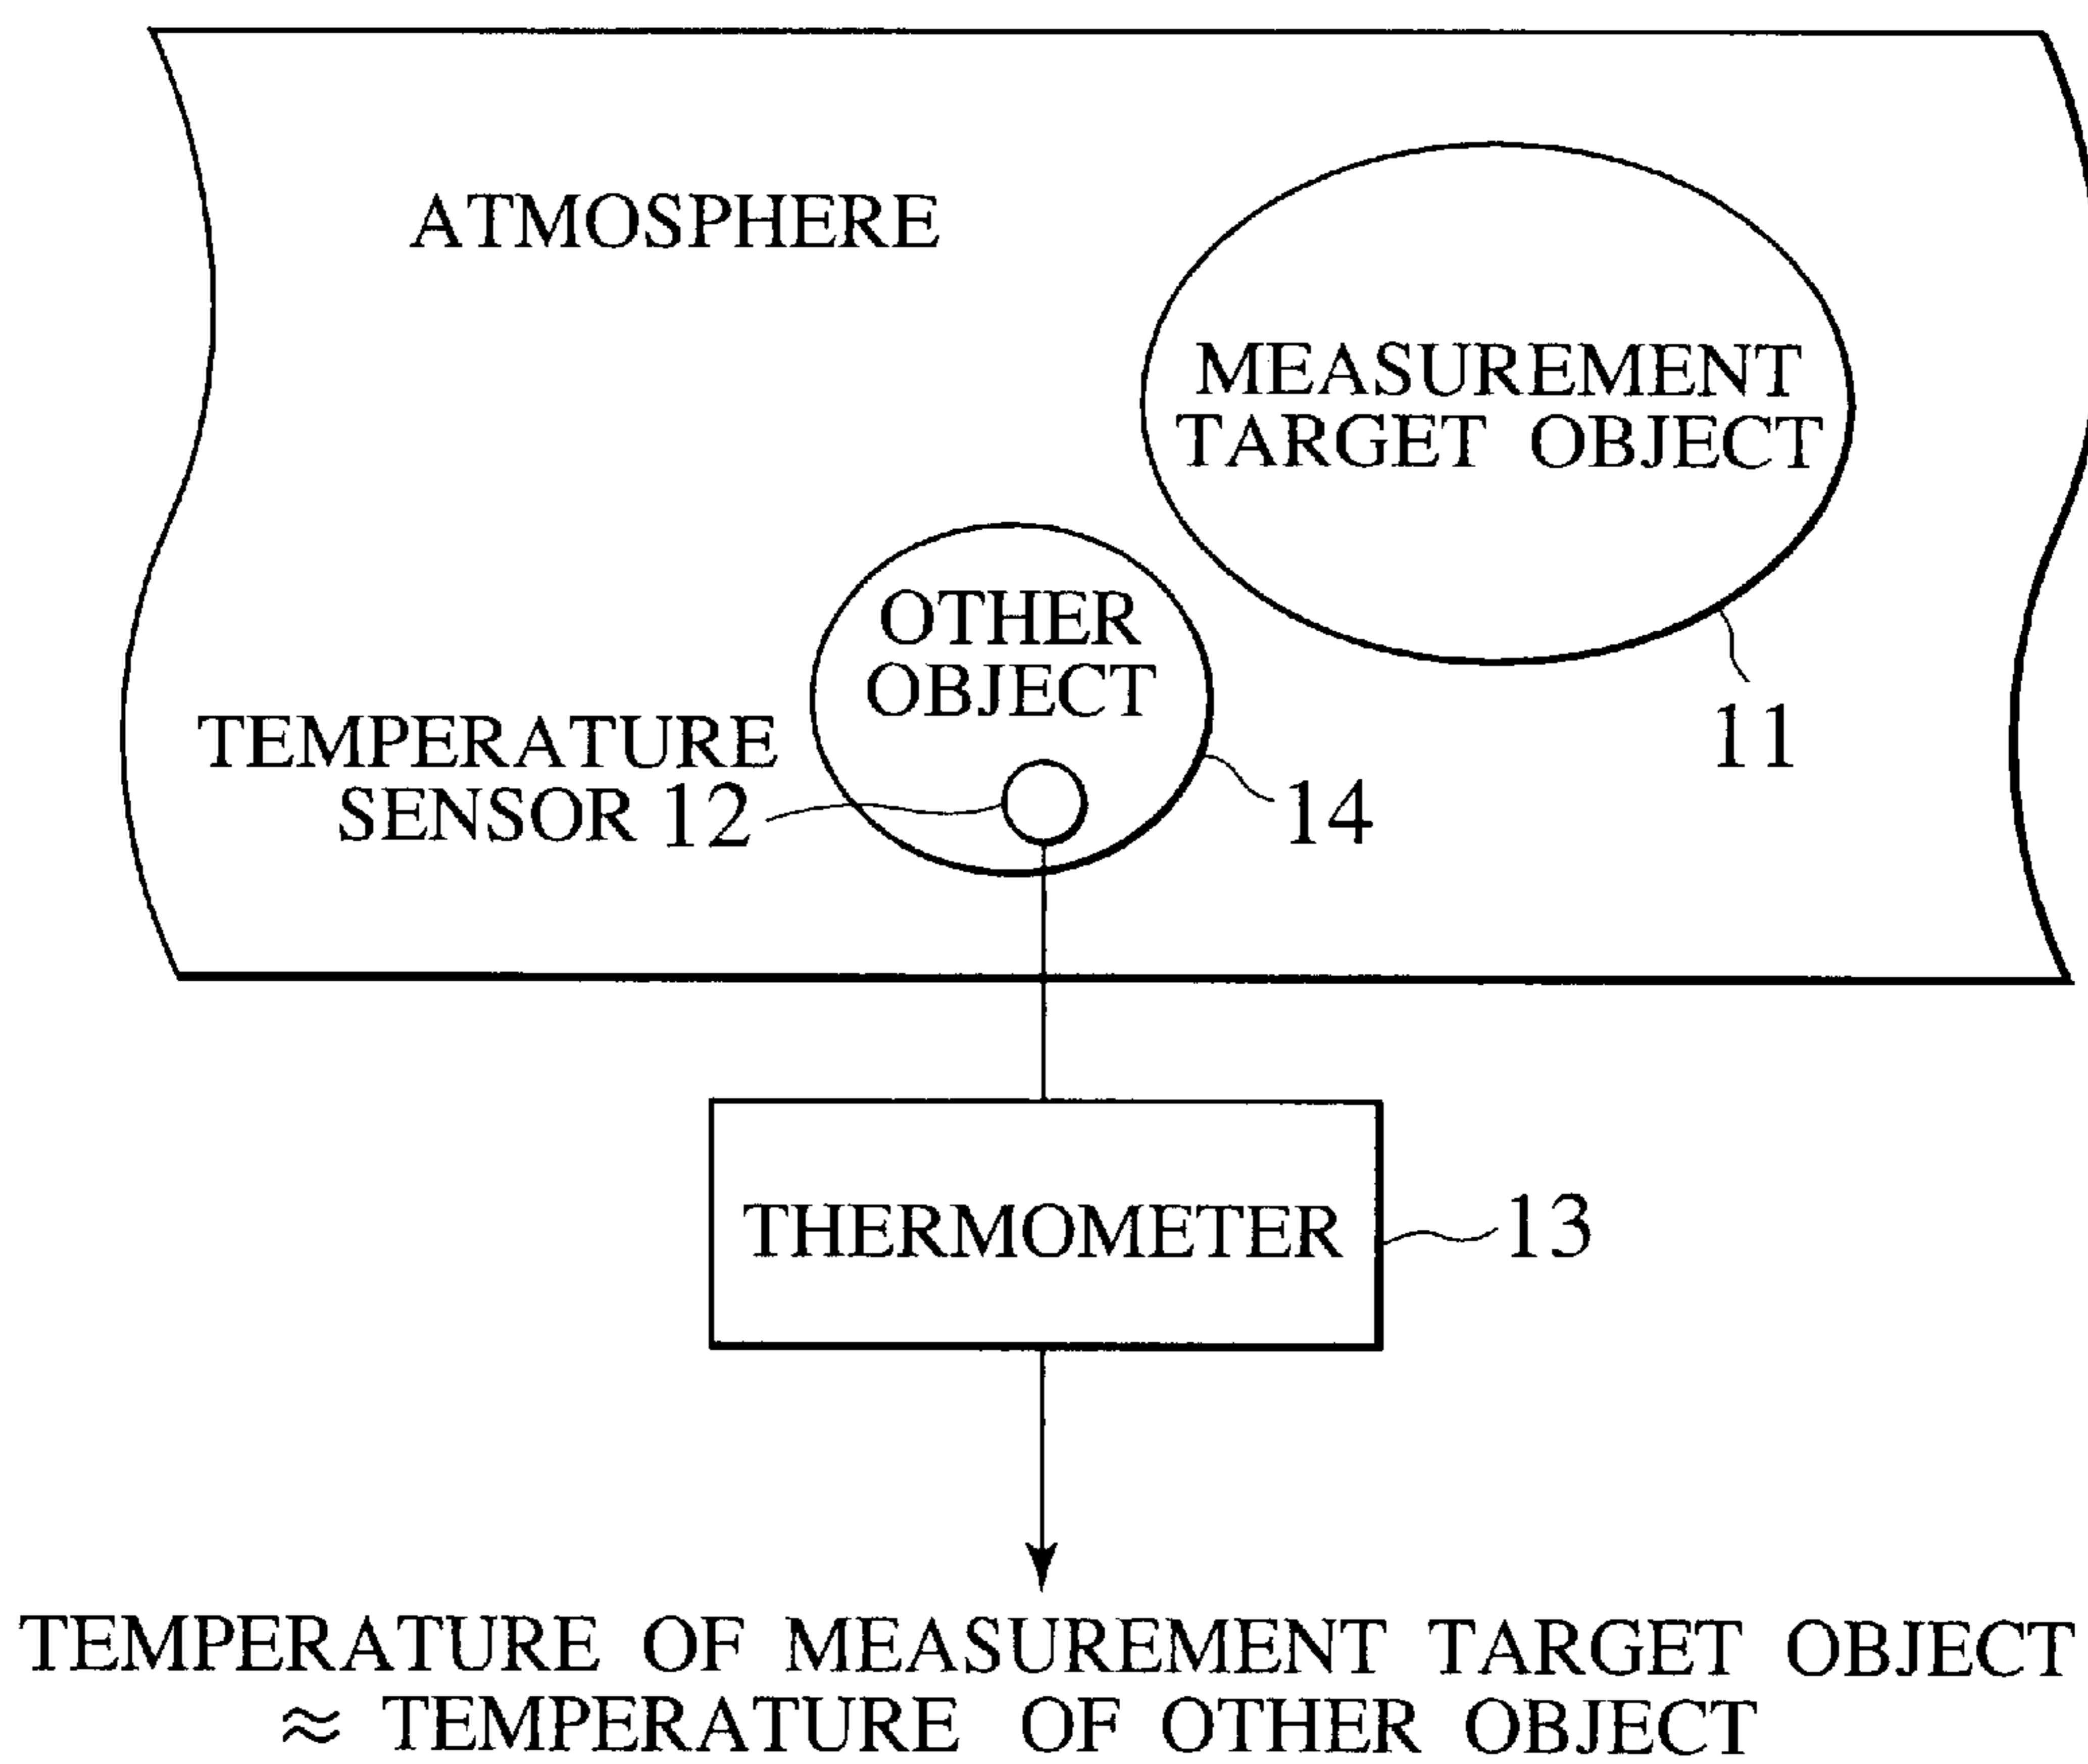 ATMOSPHERE
MEASUREMENT
TARGET OBJECT
11
OTHER
OBJECT
14
TEMPERATURE
SENSOR 12
THERMOMETER
13
TEMPERATURE OF MEASUREMENT TARGET OBJECT
≈ TEMPERATURE OF OTHER OBJECT